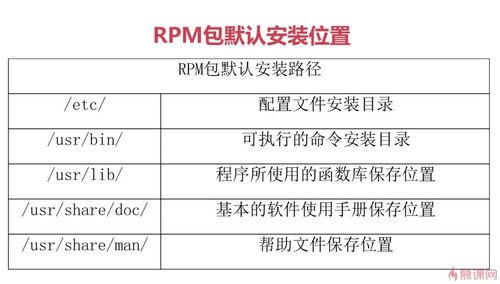 RPM包默认安装位置
RPM包默认安装路径
/etc/ 配置文件安装目录
/usr/bin/ 可执行的命令安装目录
/usr/lib/ 程序所使用的函数库保存位置
/usr/share/doc/ 基本的软件使用手册保存位置
/usr/share/man/ 帮助文件保存位置
慕课网